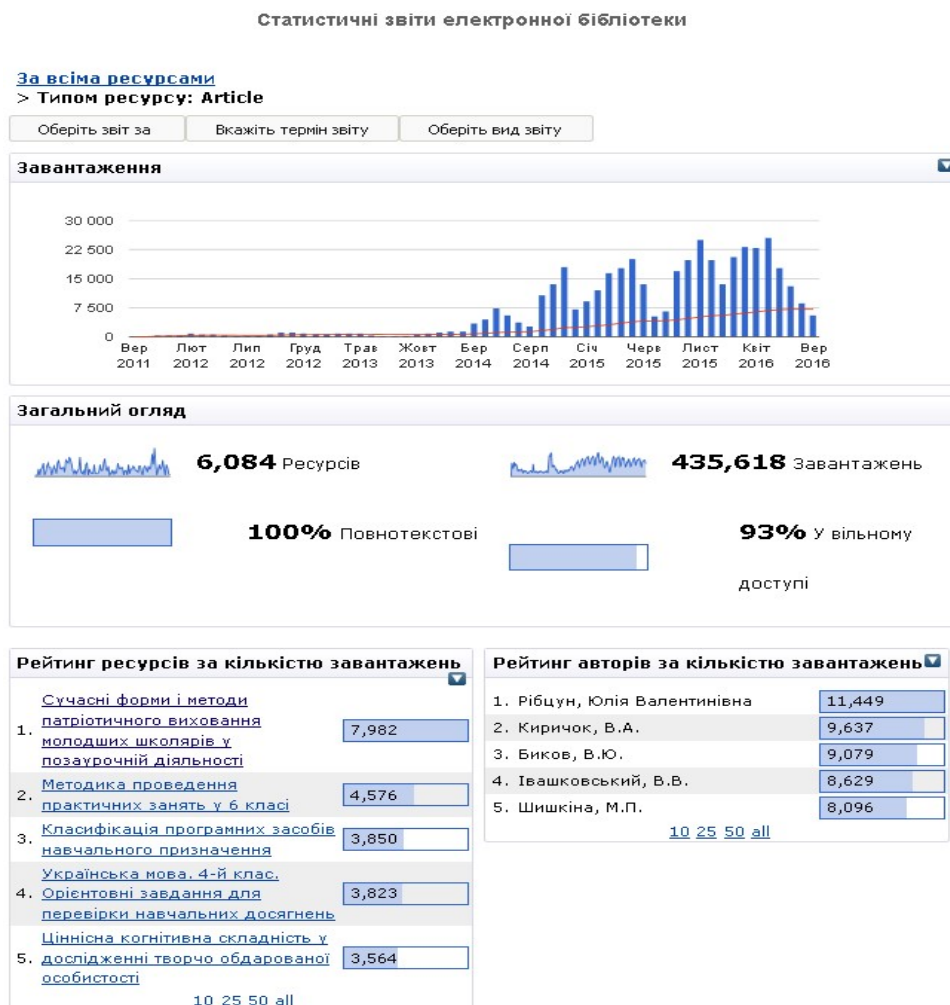 Статистичні звіти електронної бібліотеки
За всіма ресурсами
> Типом ресурсу: Article
Оберіть звіт за
Вкажіть термін звіту
Оберіть вид звіту
Завантаження
30 000
22 500
15 000
7 500
0
Вер Лют Лип Груд Трав Жовт Бер Серп Січ Черв Лист Квіт Вер
2011 2012 2012 2012 2013 2013 2014 2014 2015 2015 2015 2016 2016
Загальний огляд
6,084 Ресурсів
435,618 Завантажень
100% Повнотекстові
93% У вільному
доступі
Рейтинг ресурсів за кількістю завантажень
1. Сучасні форми і методи
патріотичного виховання
молодших школярів у
позаурочній діяльності
7,982
2. Методика проведення
практичних занять у 6 класі
4,576
3. Класифікація програмних засобів
навчального призначення
3,850
4. Українська мова. 4-й клас.
Орієнтовні завдання для
перевірки навчальних досягнень
3,823
5. Ціннісна когнітивна складність у
дослідженні творчо обдарованої
особистості
3,564
10 25 50 all
Рейтинг авторів за кількістю завантажень
1. Рібцун, Юлія Валентинівна 11,449
2. Киричок, В.А. 9,637
3. Биков, В.Ю. 9,079
4. Івашковський, В.В. 8,629
5. Шишкіна, М.П. 8,096
10 25 50 all